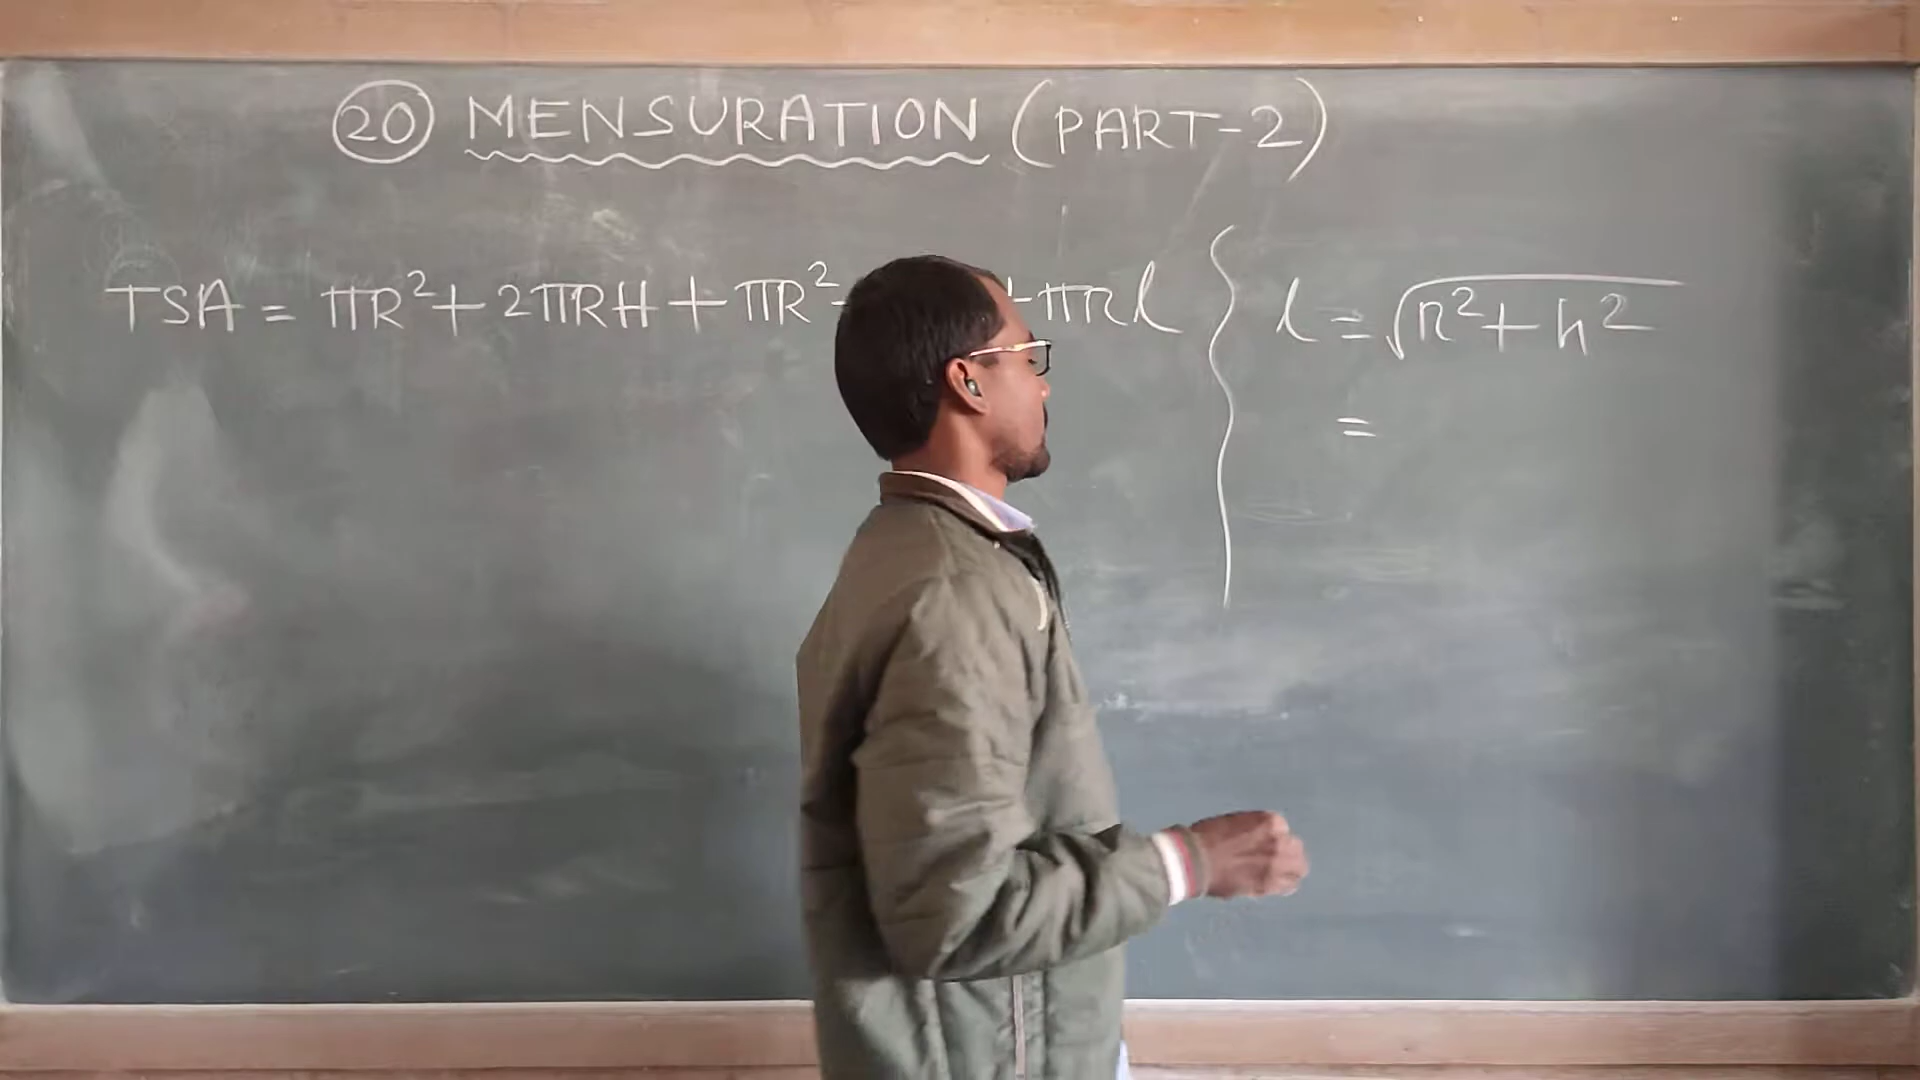 20 MENSURATION (PART-2)
TSA = πR² + 2πRH + πR² + πrl
l = √r² + h²
=